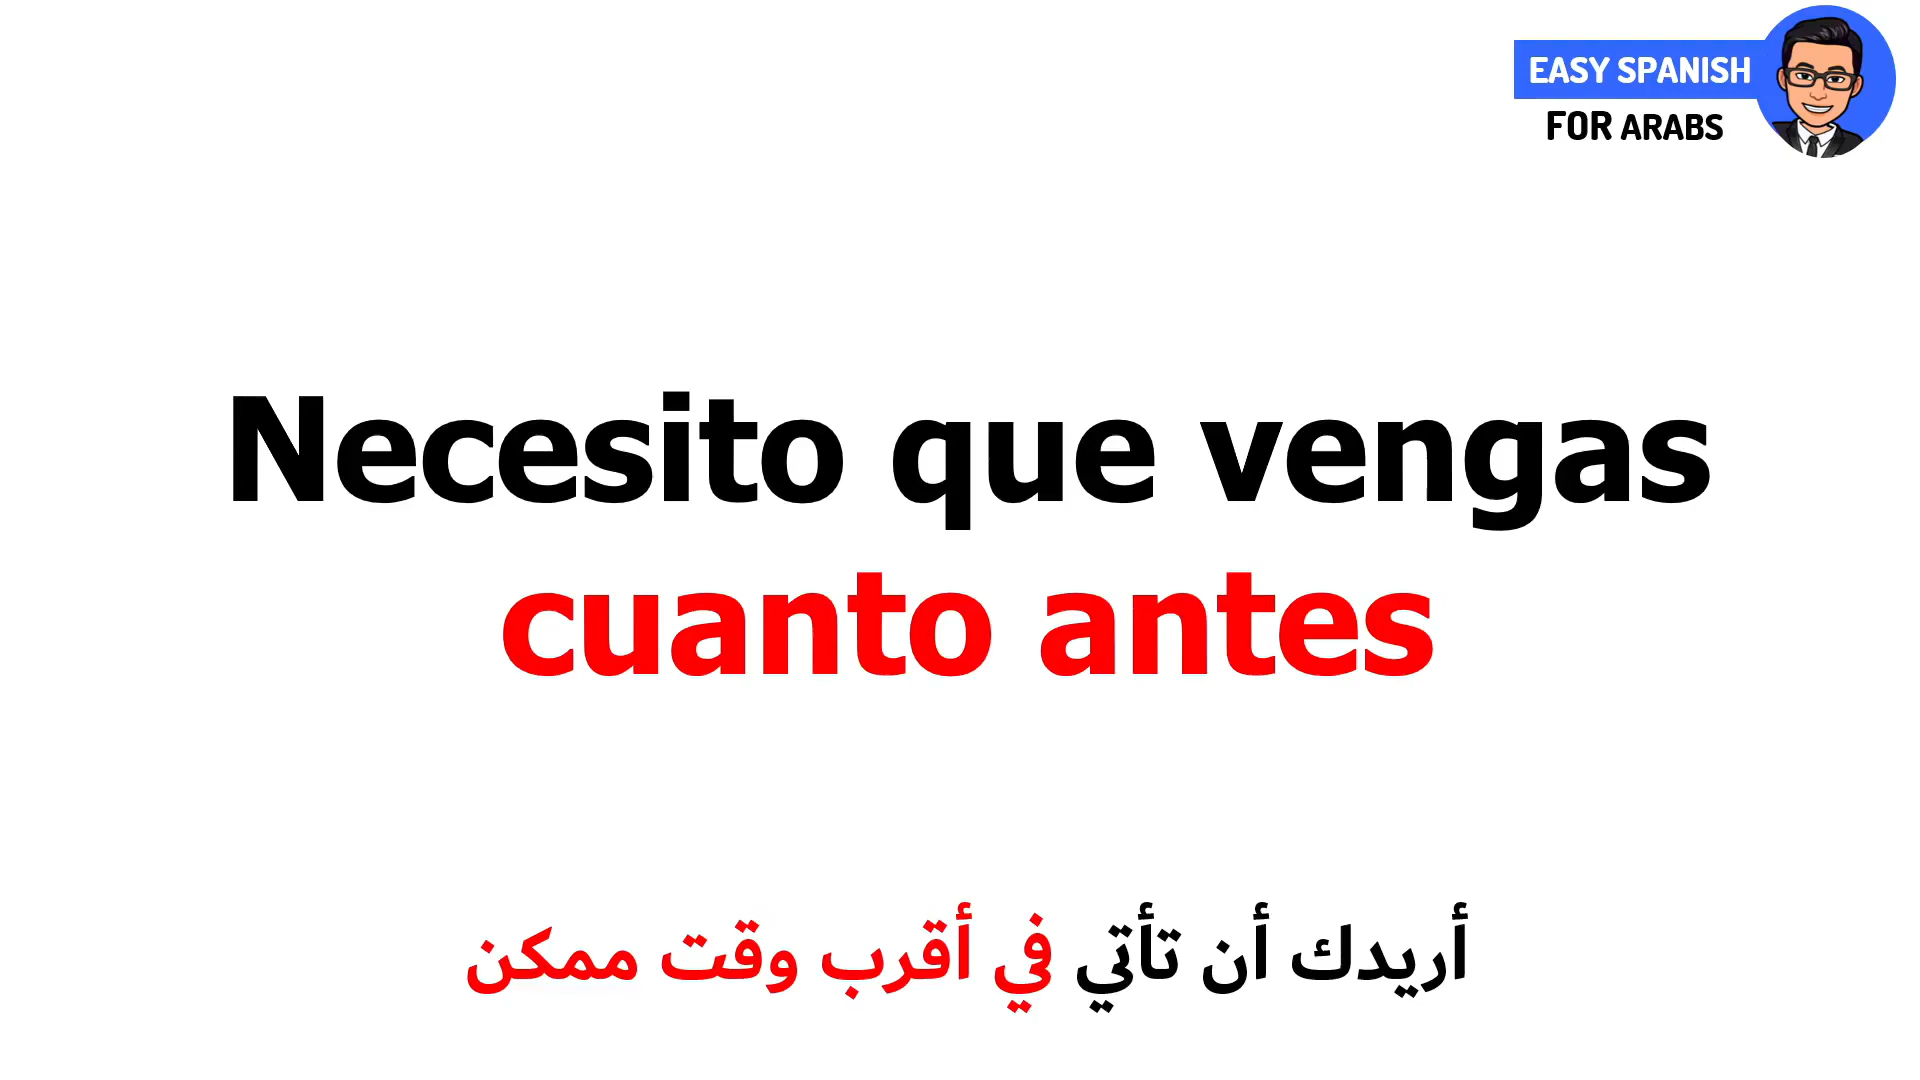 EASY SPANISH
FOR ARABS
Necesito que vengas
cuanto antes
أريدك أن تأتي في أقرب وقت ممكن